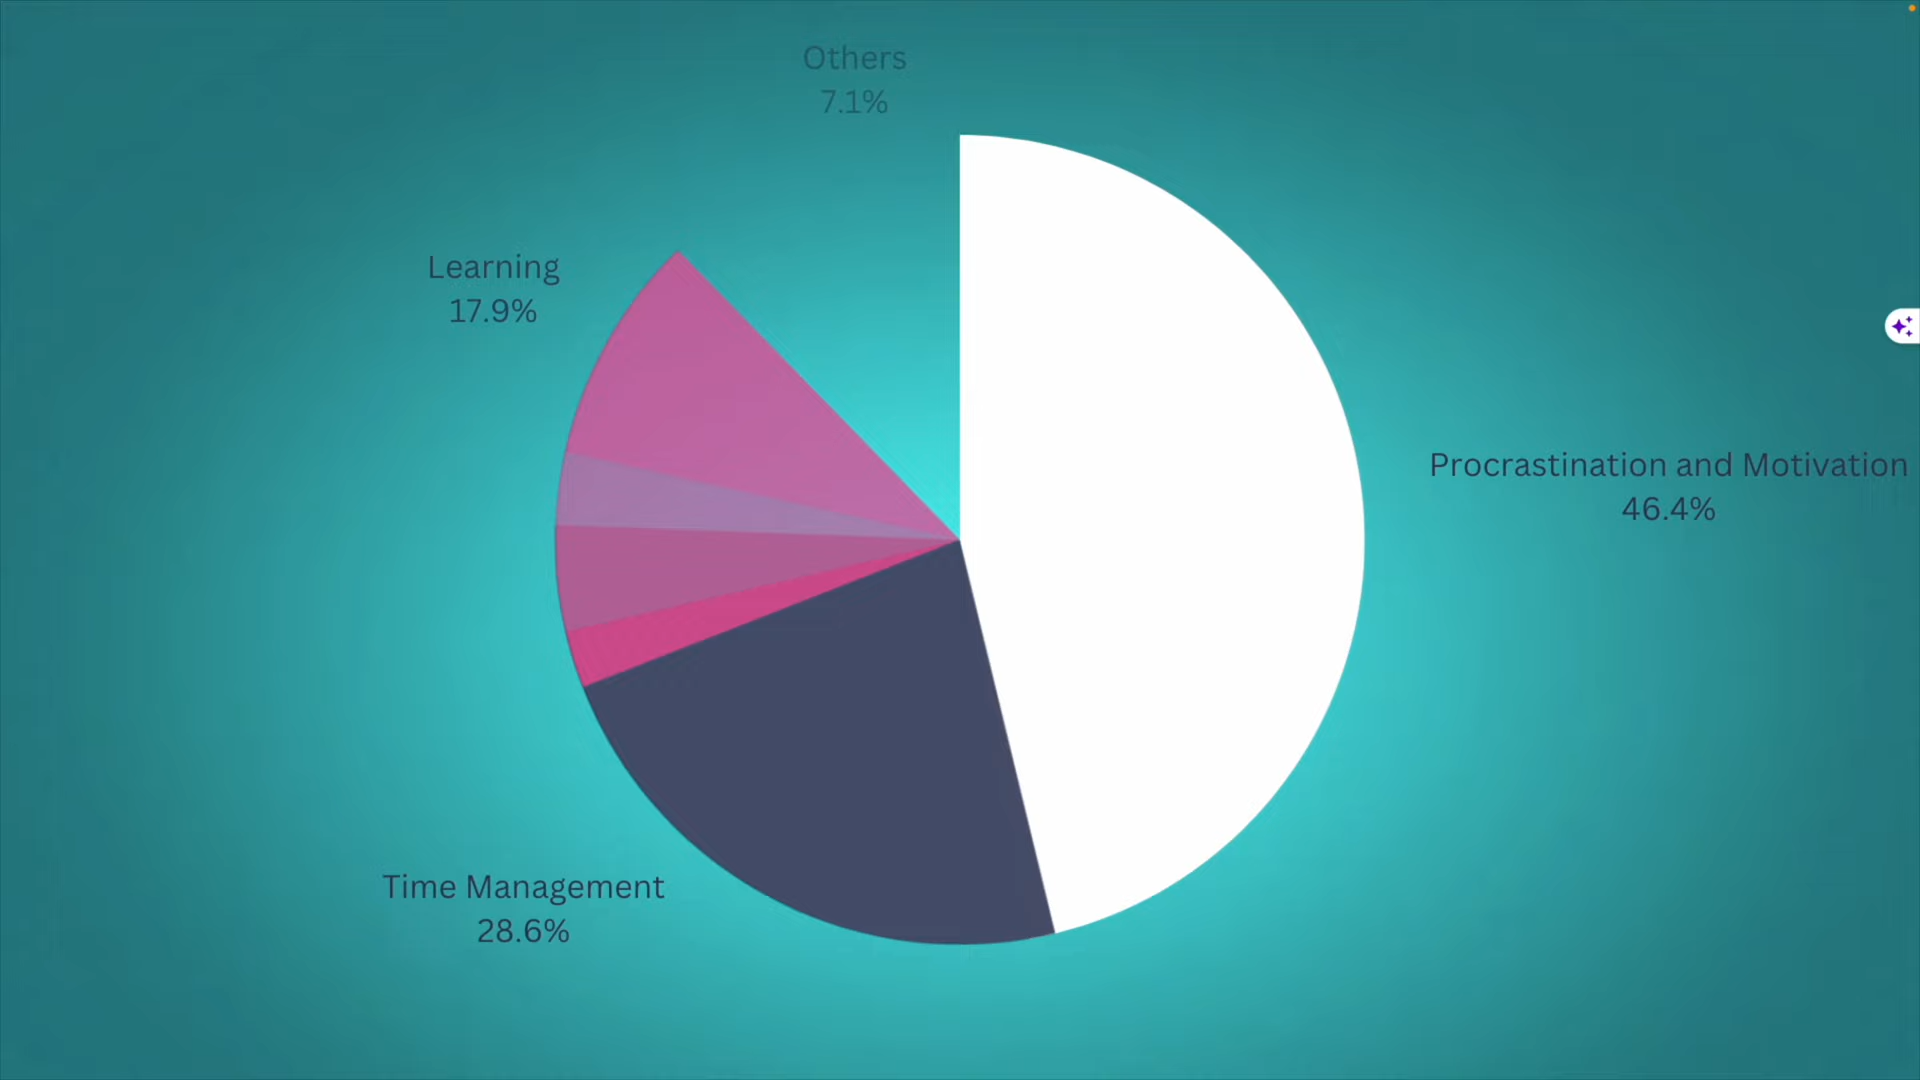 Others
7.1%
Learning
17.9%
Procrastination and Motivation
46.4%
Time Management
28.6%